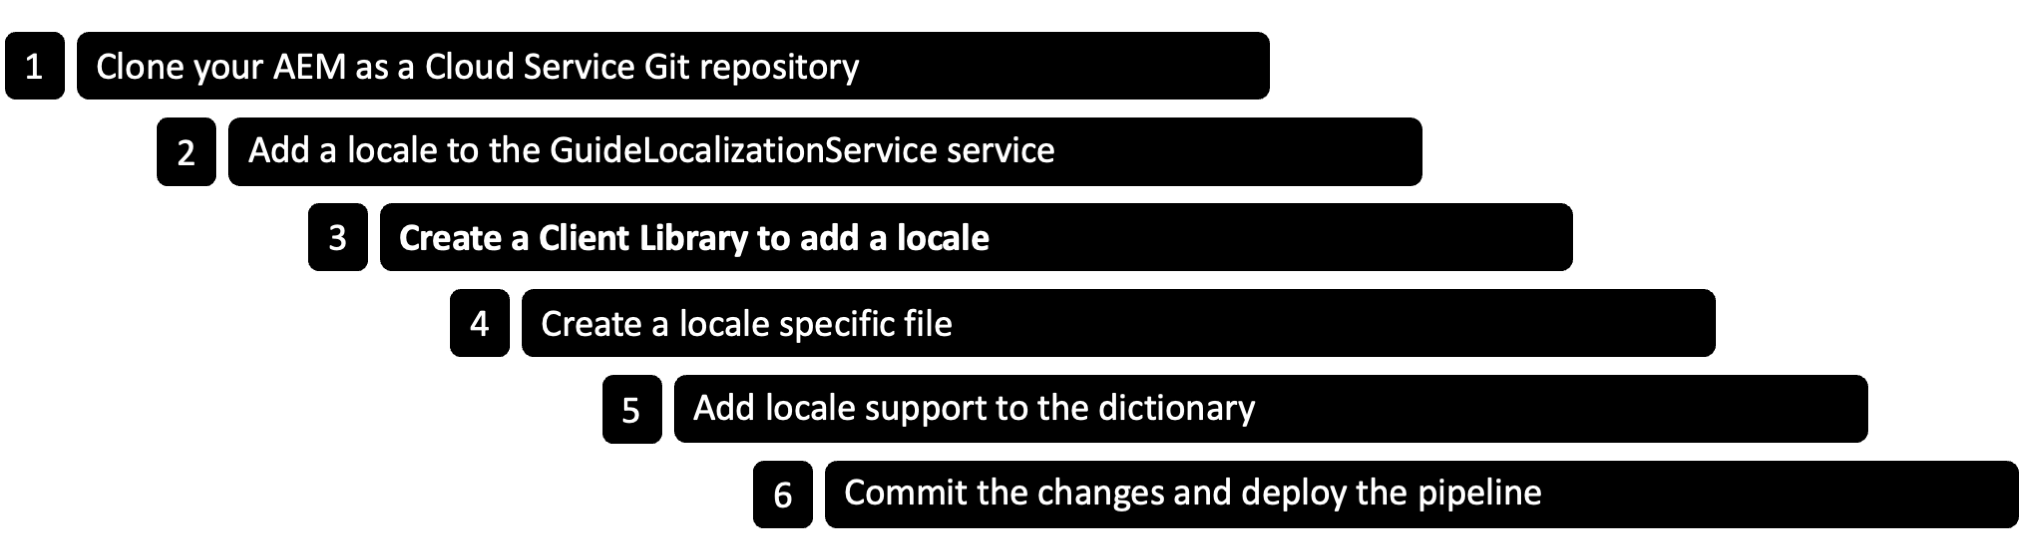 1 Clone your AEM as a Cloud Service Git repository
2 Add a locale to the GuideLocalizationService service
3 Create a Client Library to add a locale
4 Create a locale specific file
5 Add locale support to the dictionary
6 Commit the changes and deploy the pipeline